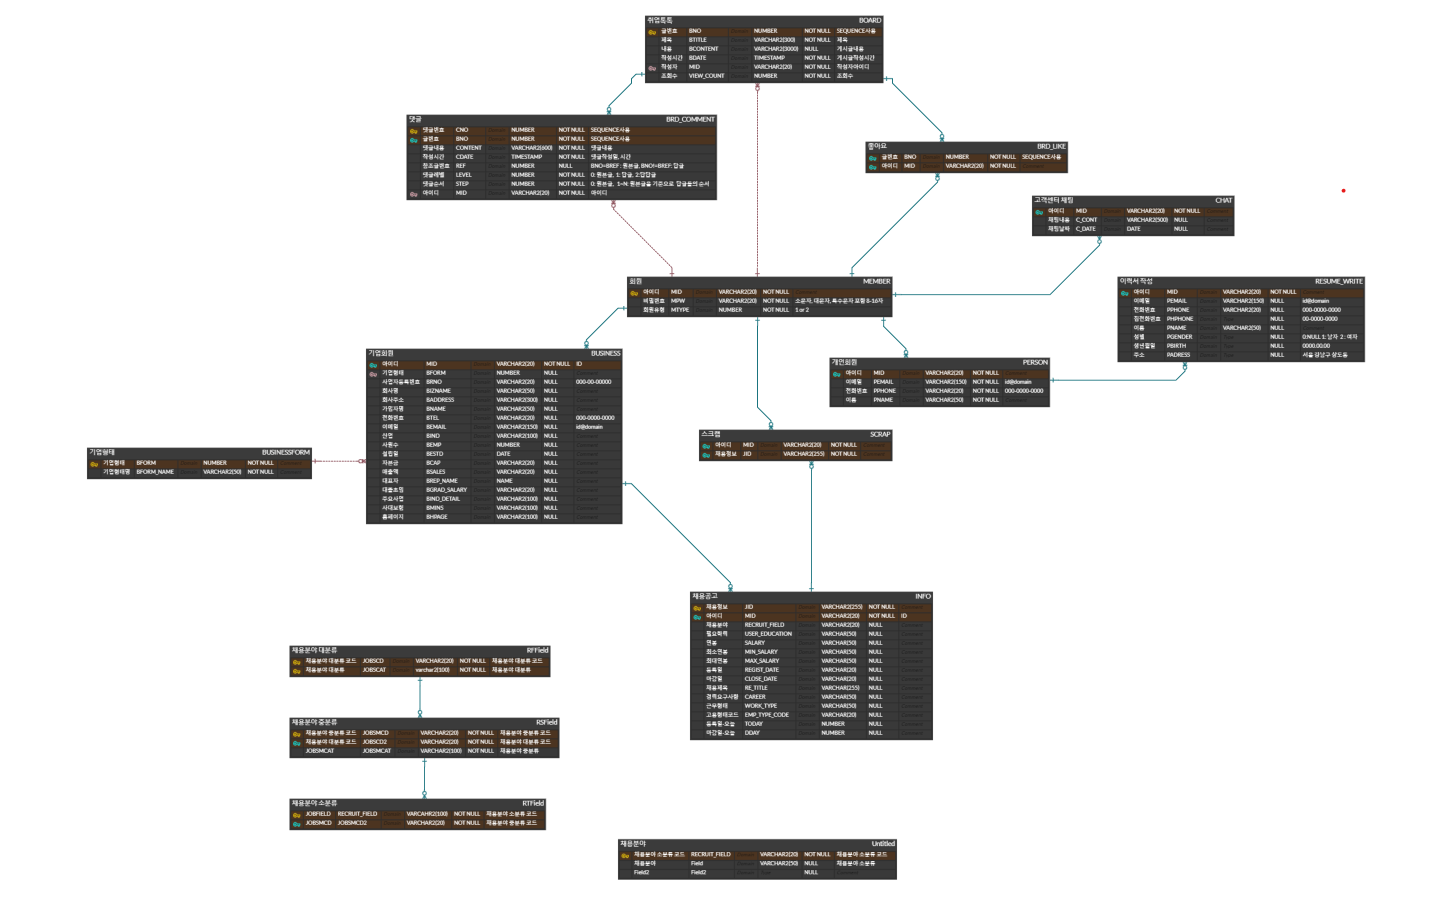 취업톡톡 BOARD
글번호 BNO NUMBER NOT NULL SEQUENCE사용
제목 BTITLE VARCHAR2(300) NOT NULL 제목
내용 BCONTENT VARCHAR2(3000) NULL 게시글내용
작성시간 BDATE TIMESTAMP NOT NULL 게시글작성시간
작성자 MID VARCHAR2(20) NOT NULL 작성자아이디
조회수 VIEW_COUNT NUMBER NOT NULL 조회수
댓글 BRD_COMMENT
댓글번호 CNO NUMBER NOT NULL SEQUENCE사용
글번호 BNO NUMBER NOT NULL SEQUENCE사용
댓글내용 CONTENT VARCHAR2(600) NOT NULL 댓글내용
작성시간 CDATE TIMESTAMP NOT NULL 댓글작성일, 시간
참조글번호 REF NUMBER NULL BNO=BREF: 원본글, BNO!=BREF: 답글
댓글레벨 LEVEL NUMBER NOT NULL 0: 원본글, 1: 답글, 2:답답글
댓글순서 STEP NUMBER NOT NULL 0: 원본글, 1~N: 원본글을 기준으로 답글들의 순서
아이디 MID VARCHAR2(20) NOT NULL 아이디
좋아요 BRD_LIKE
글번호 BNO NUMBER NOT NULL SEQUENCE사용
아이디 MID VARCHAR2(20) NOT NULL
고객센터 채팅 CHAT
아이디 MID VARCHAR2(20) NOT NULL
채팅내용 C_CONT VARCHAR2(500) NULL
채팅날짜 C_DATE DATE NULL
회원 MEMBER
아이디 MID VARCHAR2(20) NOT NULL
비밀번호 MPW VARCHAR2(20) NOT NULL 소문자, 대문자, 특수문자 포함 8-16자
회원유형 MTYPE NUMBER NOT NULL 1 or 2
이력서 작성 RESUME_WRITE
아이디 MID VARCHAR2(20) NOT NULL
이메일 PEMAIL VARCHAR2(150) NULL id@domain
전화번호 PPHONE VARCHAR2(20) NULL 000-0000-0000
집전화번호 PHPHONE NULL 00-0000-0000
이름 PNAME VARCHAR2(50) NULL
성별 PGENDER NULL 0:NULL 1: 남자 2: 여자
생년월일 PBIRTH NULL 0000.00.00
주소 PADRESS NULL 서울 강남구 삼도동
기업회원 BUSINESS
아이디 MID VARCHAR2(20) NOT NULL ID
기업형태 BFORM NUMBER NULL
사업자등록번호 BRNO VARCHAR2(20) NULL 000-00-00000
회사명 BIZNAME VARCHAR2(50) NULL
회사주소 BADDRESS VARCHAR2(300) NULL
가입자명 BNAME VARCHAR2(50) NULL
전화번호 BTEL VARCHAR2(20) NULL 000-0000-0000
이메일 BEMAIL VARCHAR2(150) NULL id@domain
산업 BIND VARCHAR2(100) NULL
사원수 BEMP NUMBER NULL
설립일 BESTD DATE NULL
자본금 BCAP VARCHAR2(20) NULL
매출액 BSALES VARCHAR2(20) NULL
대표자 BREP_NAME NAME NULL
대졸초임 BGRAD_SALARY VARCHAR2(20) NULL
주요사업 BIND_DETAIL VARCHAR2(100) NULL
사대보험 BMINS VARCHAR2(100) NULL
홈페이지 BHPAGE VARCHAR2(100) NULL
개인회원 PERSON
아이디 MID VARCHAR2(20) NOT NULL
이메일 PEMAIL VARCHAR2(150) NOT NULL id@domain
전화번호 PPHONE VARCHAR2(20) NOT NULL 000-0000-0000
이름 PNAME VARCHAR2(50) NOT NULL
스크랩 SCRAP
아이디 MID VARCHAR2(20) NOT NULL
채용정보 JID VARCHAR2(255) NOT NULL
기업형태 BUSINESSFORM
기업형태 BFORM NUMBER NOT NULL
기업형태명 BFORM_NAME VARCHAR2(50) NOT NULL
채용공고 INFO
채용정보 JID VARCHAR2(255) NOT NULL
아이디 MID VARCHAR2(20) NOT NULL ID
채용분야 RECRUIT_FIELD VARCHAR2(20) NULL
필요학력 USER_EDUCATION VARCHAR(50) NULL
연봉 SALARY VARCHAR(50) NULL
최소연봉 MIN_SALARY VARCHAR(50) NULL
최대연봉 MAX_SALARY VARCHAR(50) NULL
등록일 REGIST_DATE VARCHAR(20) NULL
마감일 CLOSE_DATE VARCHAR(20) NULL
채용제목 RE_TITLE VARCHAR(255) NULL
경력요구사항 CAREER VARCHAR(50) NULL
근무형태 WORK_TYPE VARCHAR(50) NULL
고용형태코드 EMP_TYPE_CODE VARCHAR(20) NULL
등록일-오늘 TODAY NUMBER NULL
마감일-오늘 DDAY NUMBER NULL
채용분야 대분류 RFField
채용분야 대분류 코드 JOBSCD VARCHAR2(20) NOT NULL 채용분야 대분류 코드
채용분야 대분류 JOBSCAT varchar2(100) NOT NULL 채용분야 대분류
채용분야 중분류 RSField
채용분야 중분류 코드 JOBSMCD VARCHAR2(20) NOT NULL 채용분야 중분류 코드
채용분야 대분류 코드 JOBSCD2 VARCHAR2(20) NOT NULL 채용분야 대분류 코드
JOBSMCAT JOBSMCAT VARCHAR2(100) NOT NULL 채용분야 중분류
채용분야 소분류 RTField
JOBFIELD RECRUIT_FIELD VARCAHR2(100) NOT NULL 채용분야 소분류 코드
JOBSMCD JOBSMCD2 VARCHAR2(20) NOT NULL 채용분야 중분류 코드
채용분야 Untitled
채용분야 소분류 코드 RECRUIT_FIELD VARCHAR2(20) NOT NULL 채용분야 소분류 코드
채용분야 Field VARCHAR2(50) NULL 채용분야 소분류
Field2 Field2 NULL